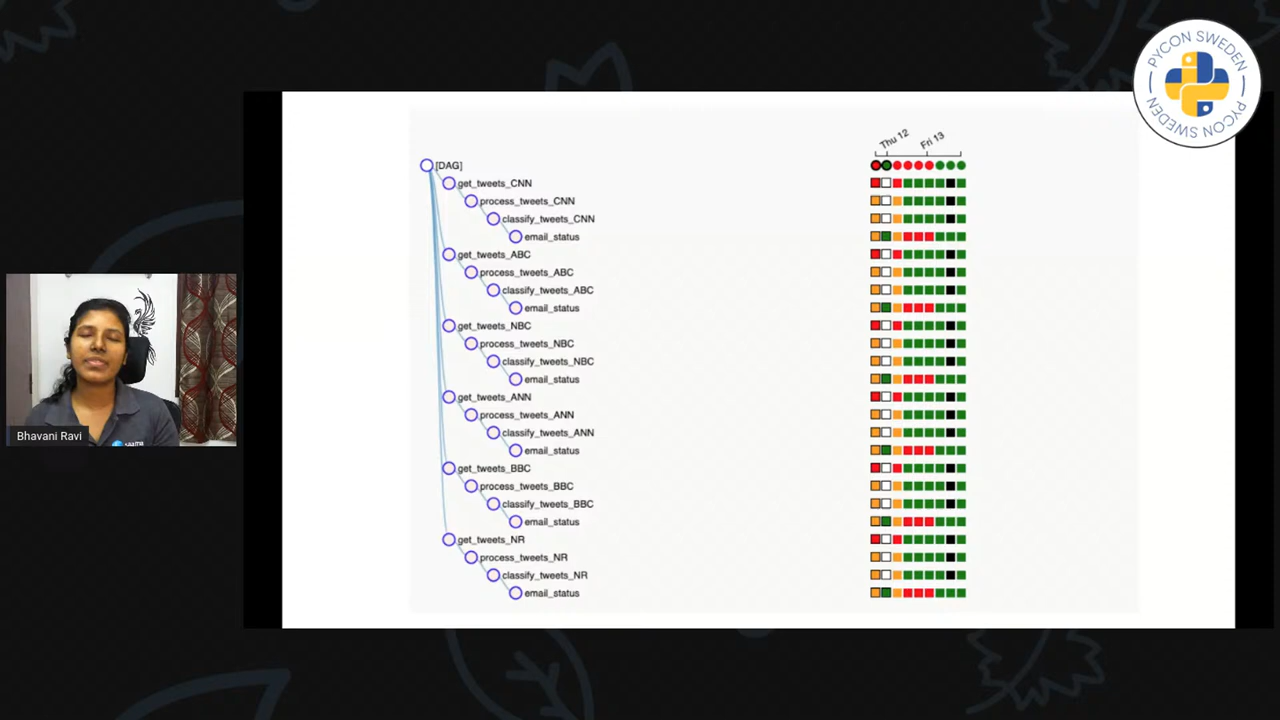 PYCON SWEDEN
PYCON SWEDEN
Thu 12
Fri 13
[DAG]
get_tweets_CNN
process_tweets_CNN
classify_tweets_CNN
email_status
get_tweets_ABC
process_tweets_ABC
classify_tweets_ABC
email_status
get_tweets_NBC
process_tweets_NBC
classify_tweets_NBC
email_status
get_tweets_ANN
process_tweets_ANN
classify_tweets_ANN
email_status
get_tweets_BBC
process_tweets_BBC
classify_tweets_BBC
email_status
get_tweets_NR
process_tweets_NR
classify_tweets_NR
email_status
Bhavani Ravi